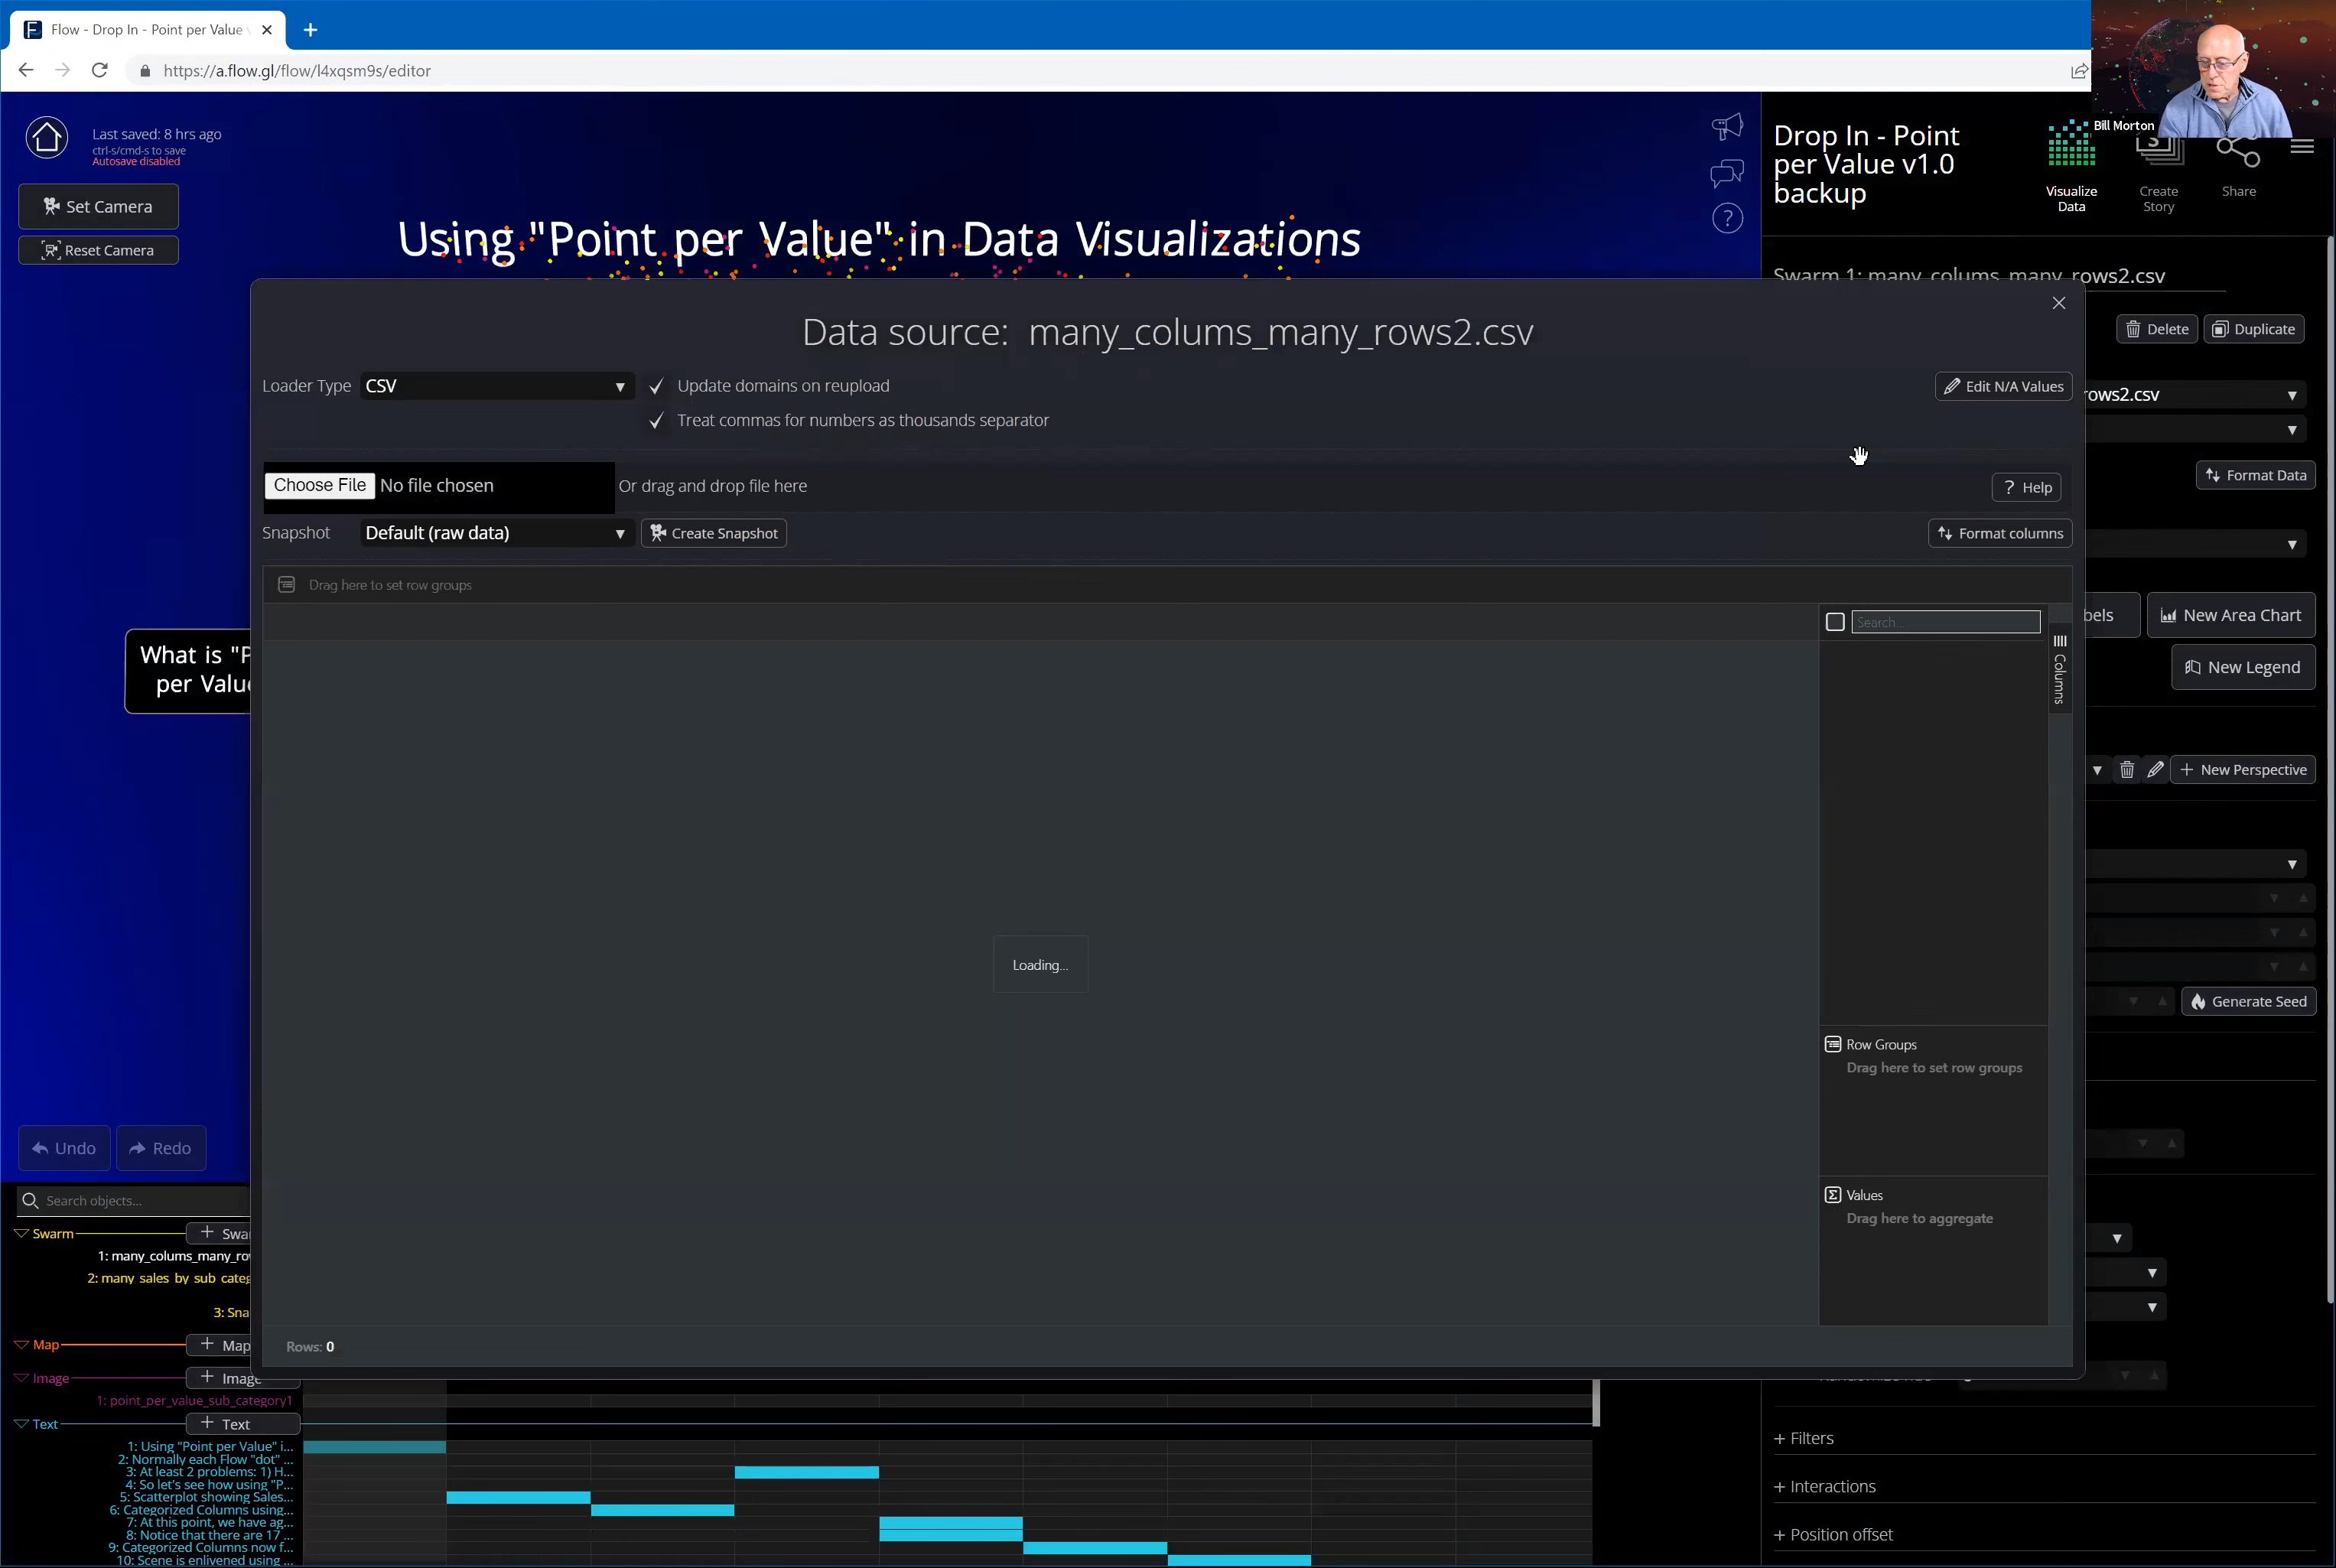 Flow - Drop In - Point per Value
https://a.flow.gl/flow/l4xqsm9s/editor
Bill Morton
Last saved: 8 hrs ago
ctrl-s/cmd-s to save
Autosave disabled
Set Camera
Reset Camera
Using "Point per Value" in Data Visualizations
Drop In - Point
per Value v1.0
backup
Visualize
Data
Create
Story
Share
Swarm 1: many_colums_many_rows2.csv
Delete
Duplicate
Data source: many_colums_many_rows2.csv
Loader Type
CSV
Update domains on reupload
Edit N/A Values
rows2.csv
Treat commas for numbers as thousands separator
Choose File
No file chosen
Or drag and drop file here
? Help
Format Data
Snapshot
Default (raw data)
Create Snapshot
Format columns
Drag here to set row groups
Search...
Columns
New Area Chart
New Legend
What is "P
per Valu
+ New Perspective
Loading...
Generate Seed
Row Groups
Drag here to set row groups
Undo
Redo
Values
Drag here to aggregate
Search objects...
Swarm
+ Swa
1: many_colums_many_ro
2: many sales by sub categ
3: Sna
Rows: 0
Map
+ Map
Image
+ Image
1: point_per_value_sub_category1
Text
+ Text
1: Using "Point per Value" i...
2: Normally each Flow "dot" ...
3: At least 2 problems: 1) H...
4: So let's see how using "P...
5: Scatterplot showing Sales...
6: Categorized Columns using...
7: At this point, we have ag...
8: Notice that there are 17 ...
9: Categorized Columns now f...
10: Scene is enlivened using ...
+ Filters
+ Interactions
+ Position offset